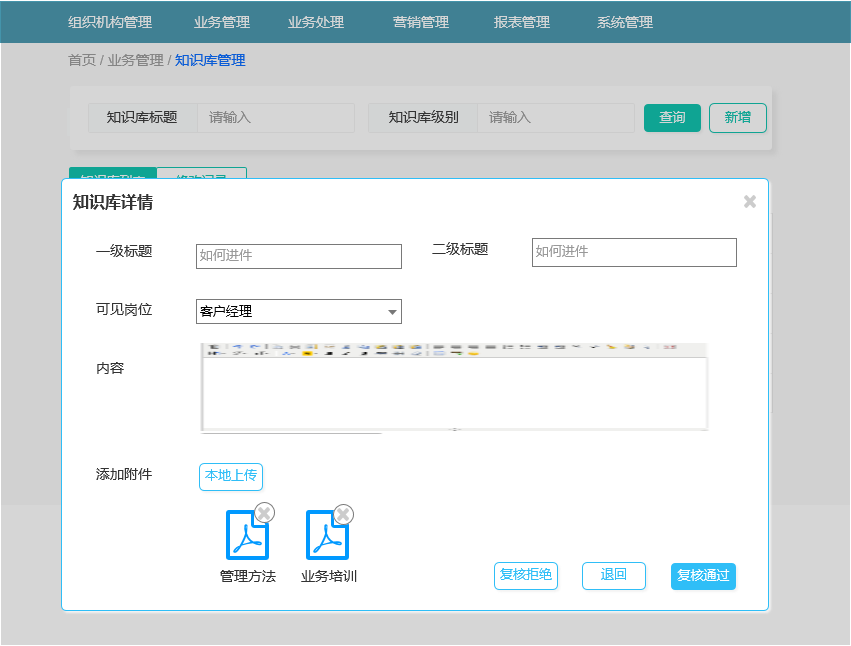 组织机构管理 业务管理 业务处理 营销管理 报表管理 系统管理
首页 / 业务管理 / 知识库管理
知识库标题 请输入 知识库级别 请输入 查询 新增
知识库详情
一级标题 如何进件 二级标题 如何进件
可见岗位 客户经理
内容
添加附件 本地上传
管理方法 业务培训
复核拒绝 退回 复核通过